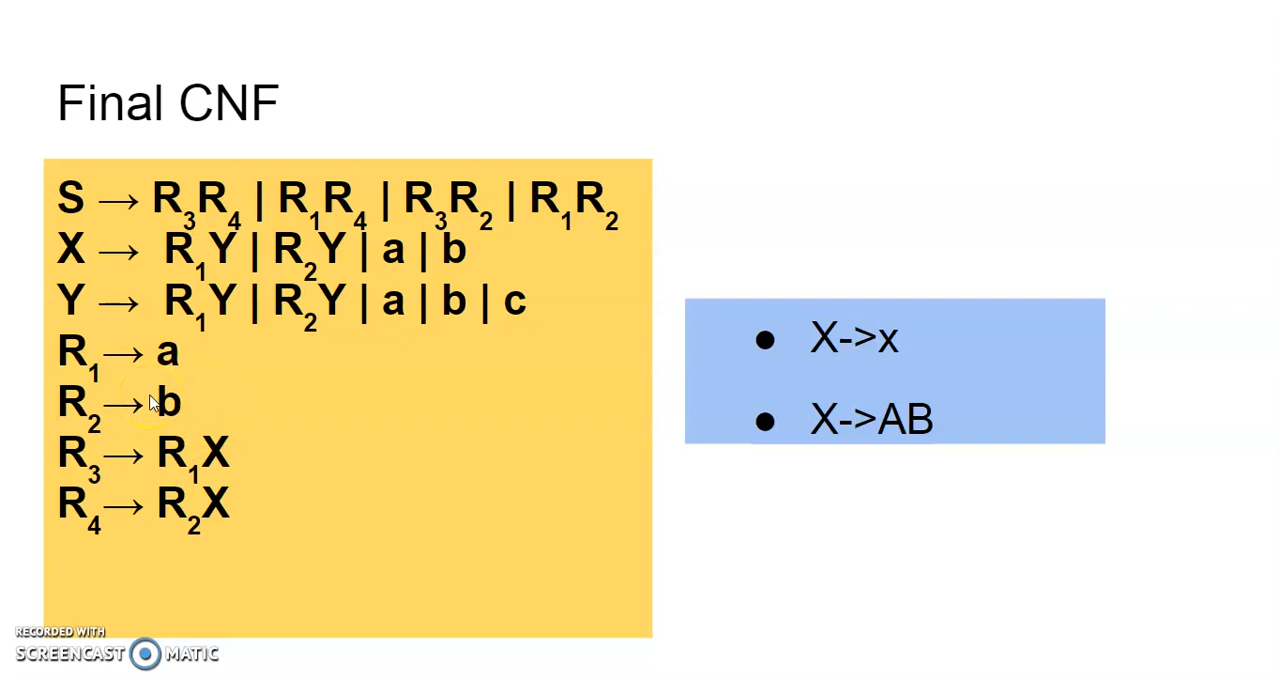 Final CNF
S → R₃R₄ | R₁R₄ | R₃R₂ | R₁R₂
X → R₁Y | R₂Y | a | b
Y → R₁Y | R₂Y | a | b | c
R₁→ a
R₂→ b
R₃→ R₁X
R₄→ R₂X
● X->x
● X->AB
RECORDED WITH
SCREENCAST MATIC